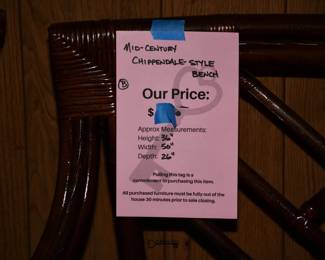 MID-CENTURY
CHIPPENDALE-STYLE
BENCH
B
Our Price:
$
Approx Measurements:
Height: 36"
Width: 50"
Depth: 26"
Pulling this tag is a
commitment to purchasing this item.
All purchased furniture must be fully out of the
house 30 minutes prior to sale closing.